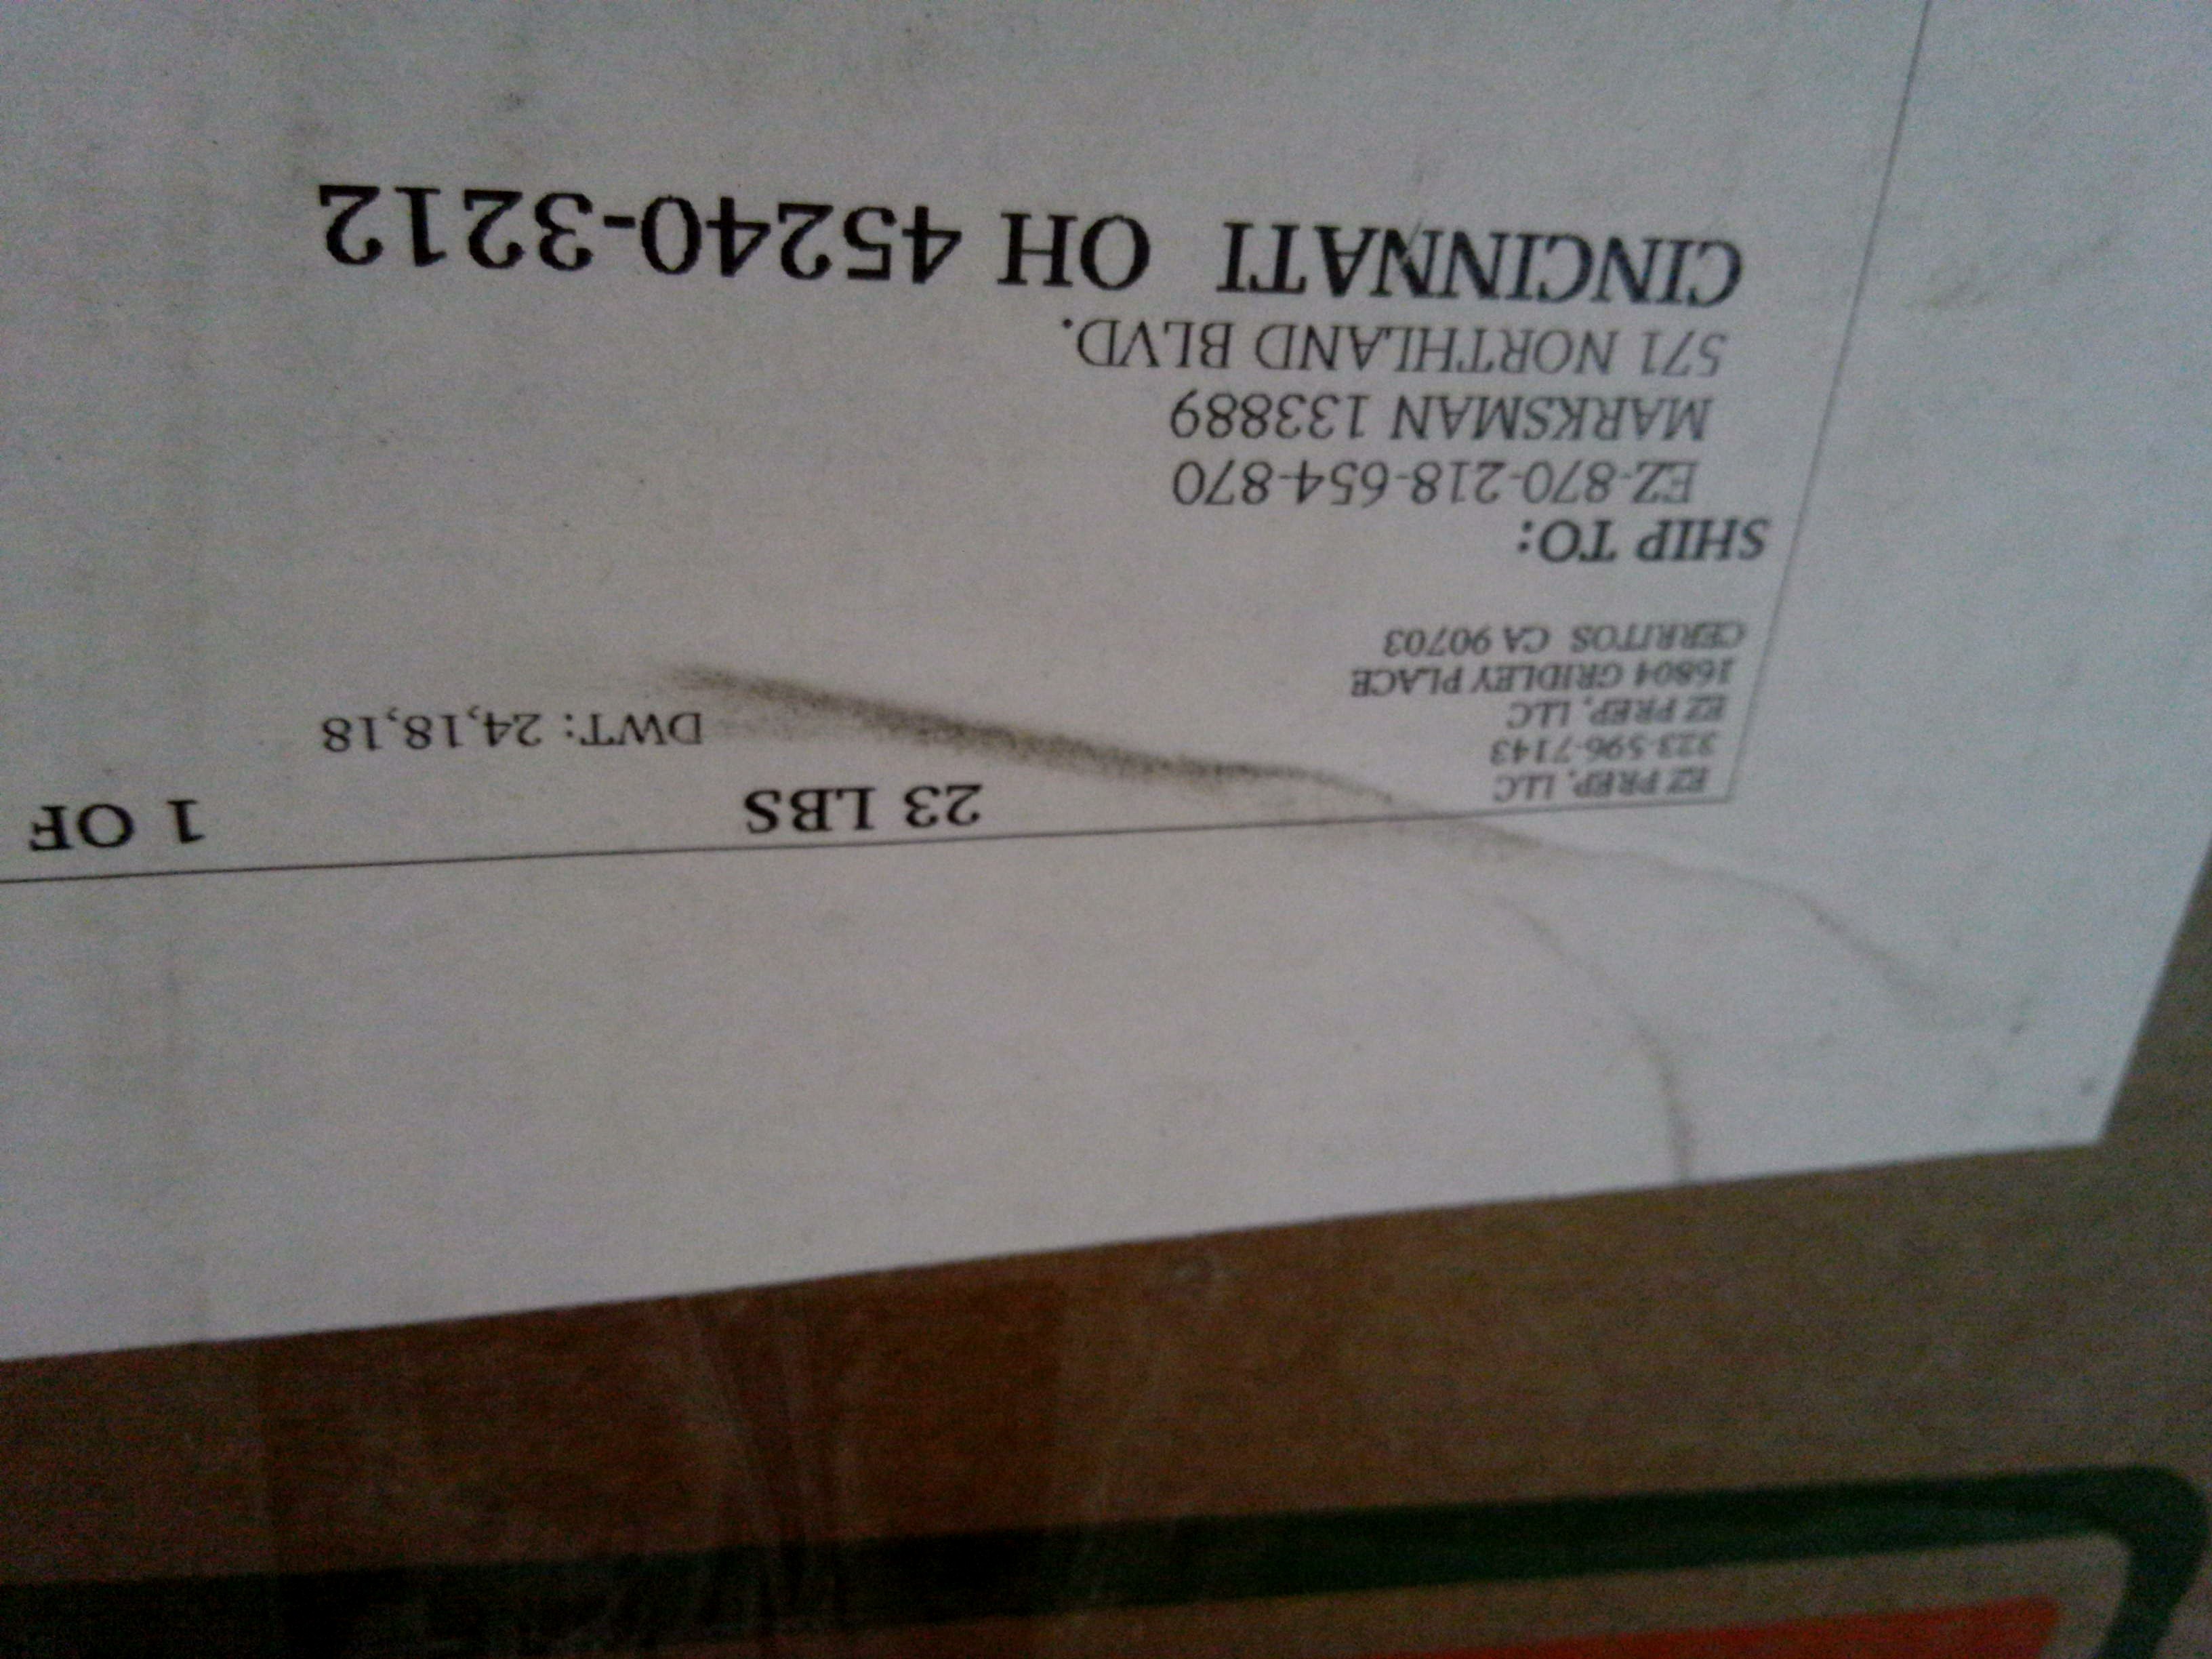 EZ PREP, LLC
323-596-7143
EZ PREP, LLC
16804 GRIDLEY PLACE
CERRITOS CA 90703
23 LBS
1 OF
DWT: 24,18,18
SHIP TO:
EZ-870-218-654-870
MARKSMAN 133889
571 NORTHLAND BLVD.
CINCINNATI OH 45240-3212